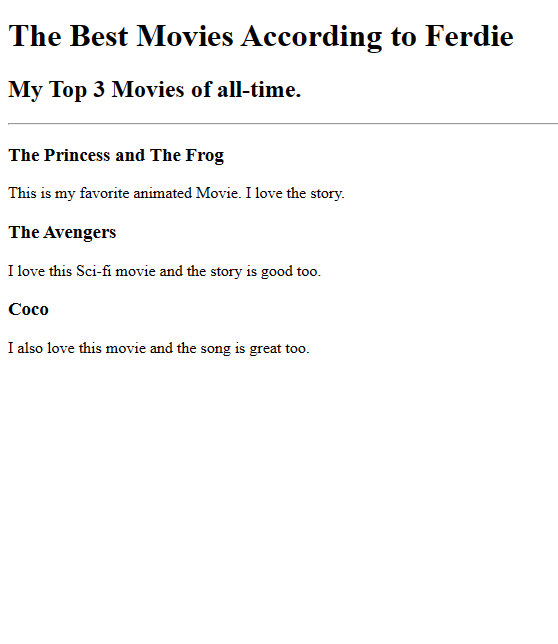 The Best Movies According to Ferdie
My Top 3 Movies of all-time.
The Princess and The Frog
This is my favorite animated Movie. I love the story.
The Avengers
I love this Sci-fi movie and the story is good too.
Coco
I also love this movie and the song is great too.